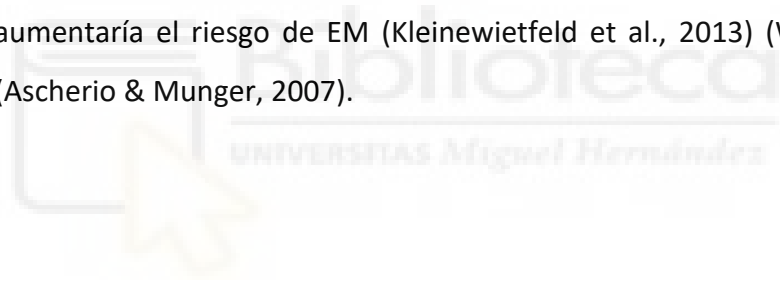 aumentaría el riesgo de EM (Kleinewietfeld et al., 2013) (
(Ascherio & Munger, 2007).
Biblioteca
UNIVERSITAS Miguel Hernández